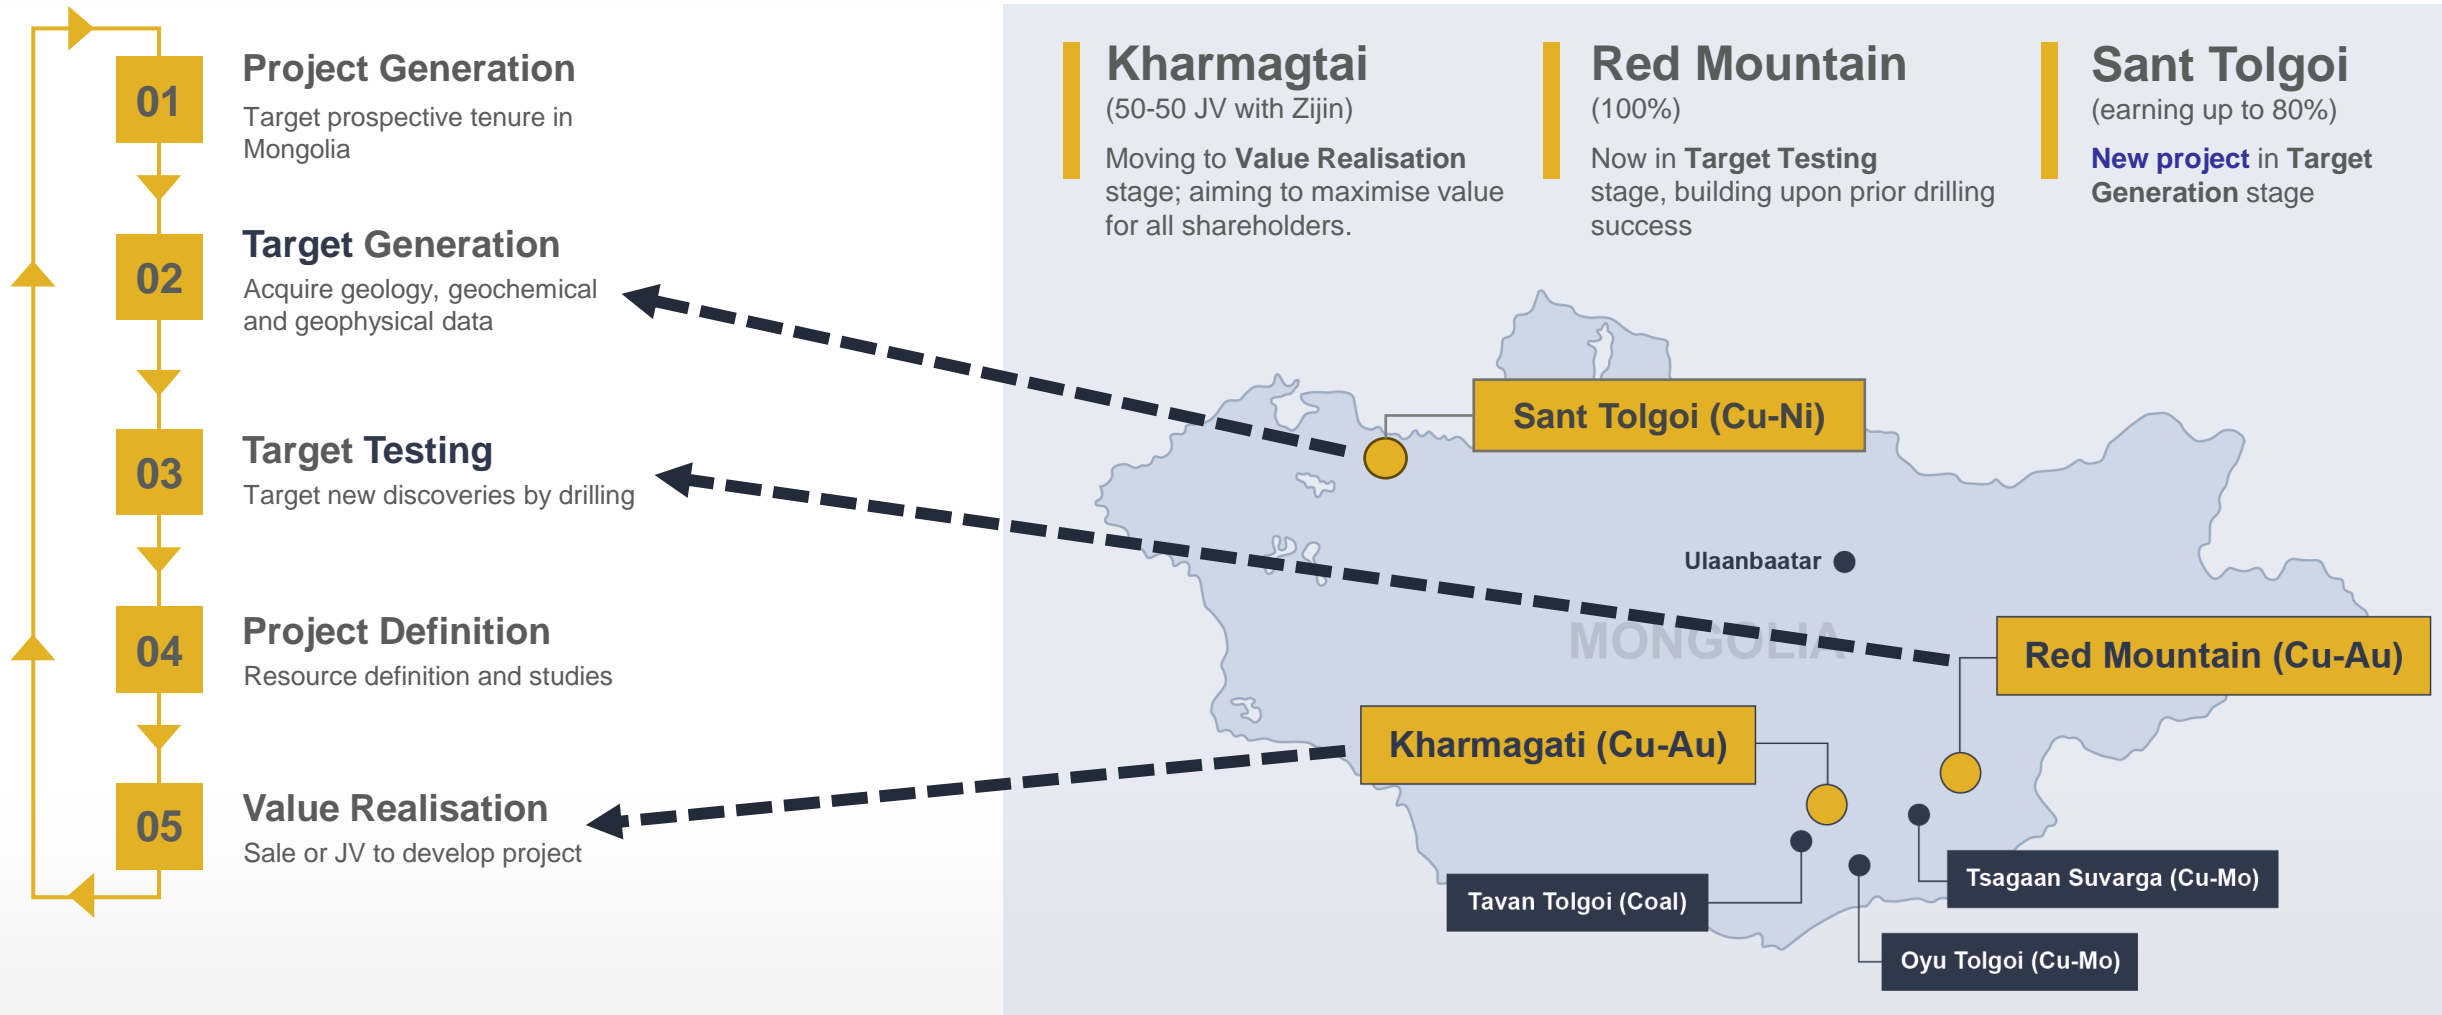 01
Project Generation
Target prospective tenure in
Mongolia
02
Target Generation
Acquire geology, geochemical
and geophysical data
03
Target Testing
Target new discoveries by drilling
04
Project Definition
Resource definition and studies
05
Value Realisation
Sale or JV to develop project
Kharmagtai
(50-50 JV with Zijin)
Moving to Value Realisation
stage; aiming to maximise value
for all shareholders.
Red Mountain
(100%)
Now in Target Testing
stage, building upon prior drilling
success
Sant Tolgoi
(earning up to 80%)
New project in Target
Generation stage
Sant Tolgoi (Cu-Ni)
Ulaanbaatar
MONGOLIA
Red Mountain (Cu-Au)
Kharmagati (Cu-Au)
Tsagaan Suvarga (Cu-Mo)
Tavan Tolgoi (Coal)
Oyu Tolgoi (Cu-Mo)